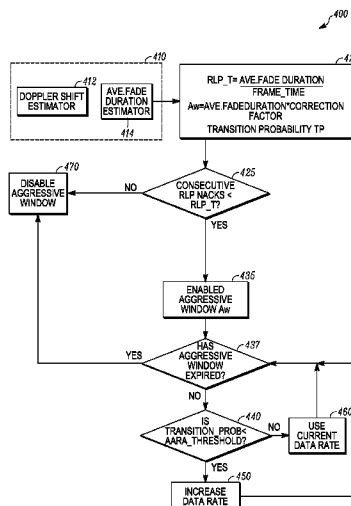 400
410
412
DOPPLER SHIFT
ESTIMATOR
AVE.FADE
DURATION
ESTIMATOR
414
RLP_T= AVE.FADE DURATION
FRAME_TIME
Aw=AVE.FADEDURATION*CORRECTION
FACTOR
TRANSITION PROBABILITY TP
470
DISABLE
AGGRESSIVE
WINDOW
NO
425
CONSECUTIVE
RLP NACKS <
RLP_T?
YES
435
ENABLED
AGGRESSIVE
WINDOW Aw
YES
437
HAS
AGGRESSIVE
WINDOW
EXPIRED?
NO
440
IS
TRANSITION_PROB<
AARA_THRESHOLD?
NO
460
USE
CURRENT
DATA RATE
YES
450
INCREASE
DATA RATE